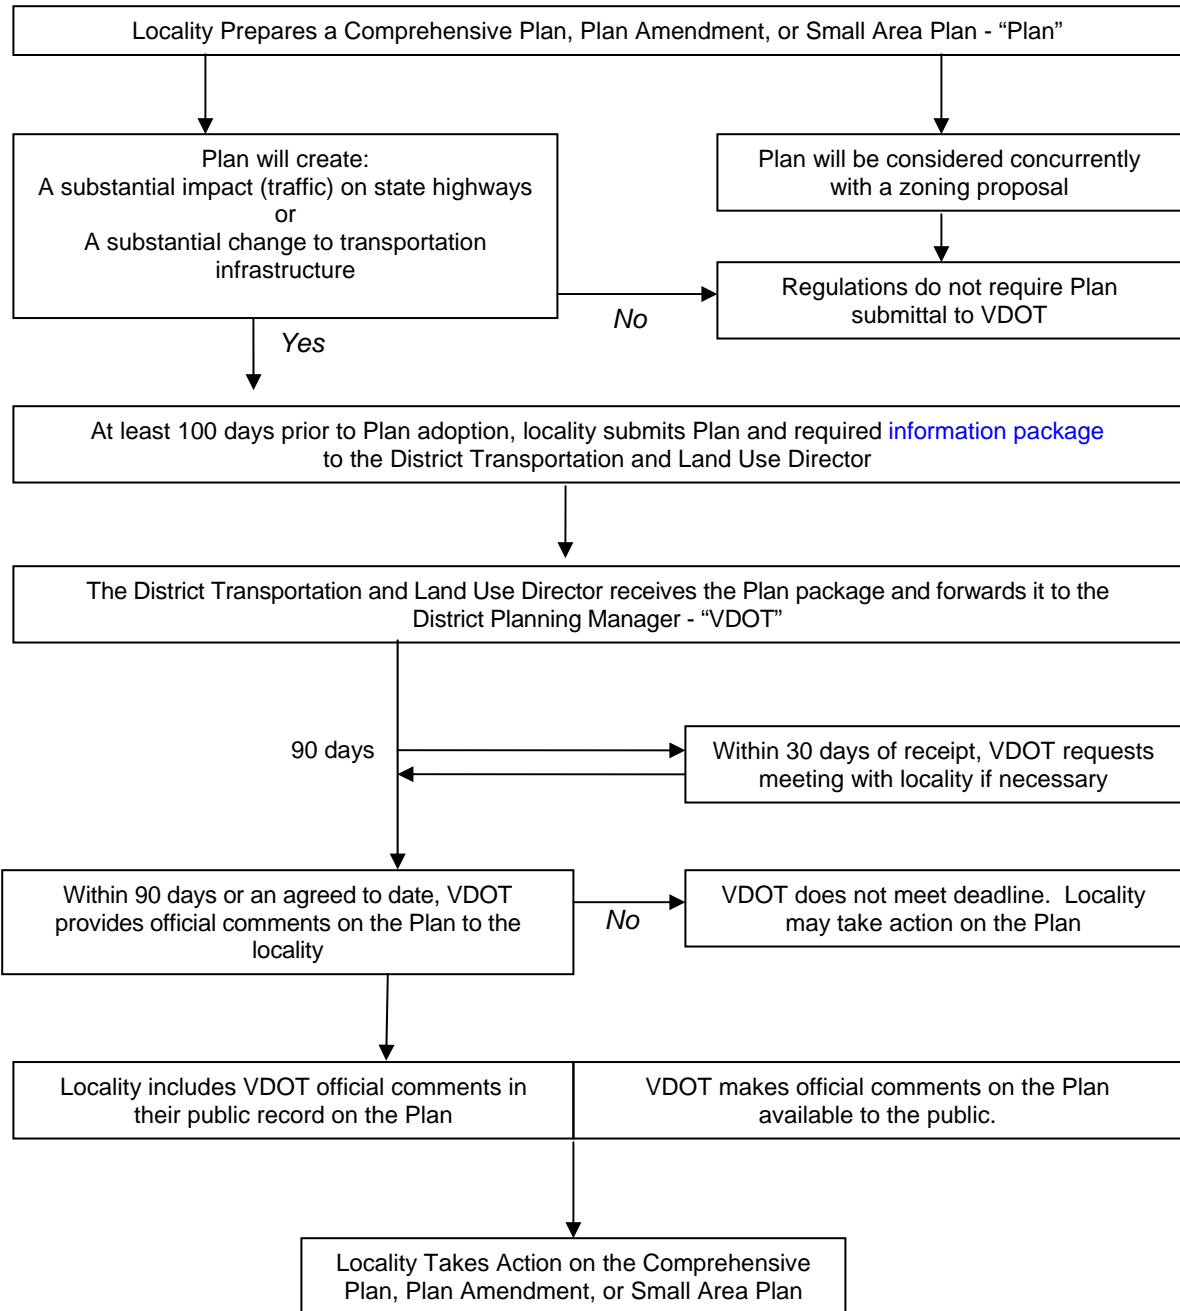 Locality Prepares a Comprehensive Plan, Plan Amendment, or Small Area Plan - “Plan”
Plan will create:
A substantial impact (traffic) on state highways
or
A substantial change to transportation
infrastructure
Plan will be considered concurrently
with a zoning proposal
Regulations do not require Plan
submittal to VDOT
No
Yes
At least 100 days prior to Plan adoption, locality submits Plan and required information package
to the District Transportation and Land Use Director
The District Transportation and Land Use Director receives the Plan package and forwards it to the
District Planning Manager - “VDOT”
90 days
Within 30 days of receipt, VDOT requests
meeting with locality if necessary
Within 90 days or an agreed to date, VDOT
provides official comments on the Plan to the
locality
No
VDOT does not meet deadline.  Locality
may take action on the Plan
Locality includes VDOT official comments in
their public record on the Plan
VDOT makes official comments on the Plan
available to the public.
Locality Takes Action on the Comprehensive
Plan, Plan Amendment, or Small Area Plan